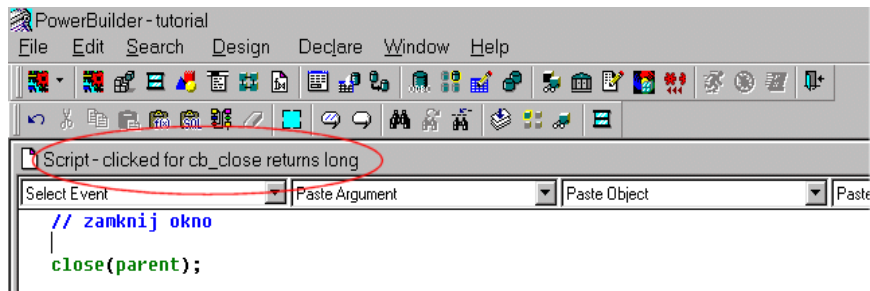 PowerBuilder - tutorial
File Edit Search Design Declare Window Help
Script - clicked for cb_close returns long
Select Event Paste Argument Paste Object Paste
// zamknij okno
close(parent);